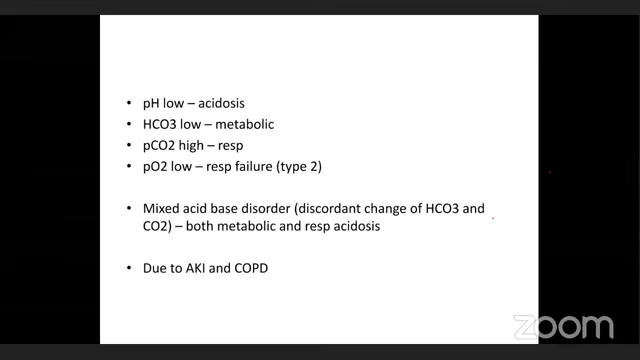 • pH low – acidosis
• HCO3 low – metabolic
• pCO2 high – resp
• pO2 low – resp failure (type 2)
• Mixed acid base disorder (discordant change of HCO3 and
CO2) – both metabolic and resp acidosis
• Due to AKI and COPD
zoom